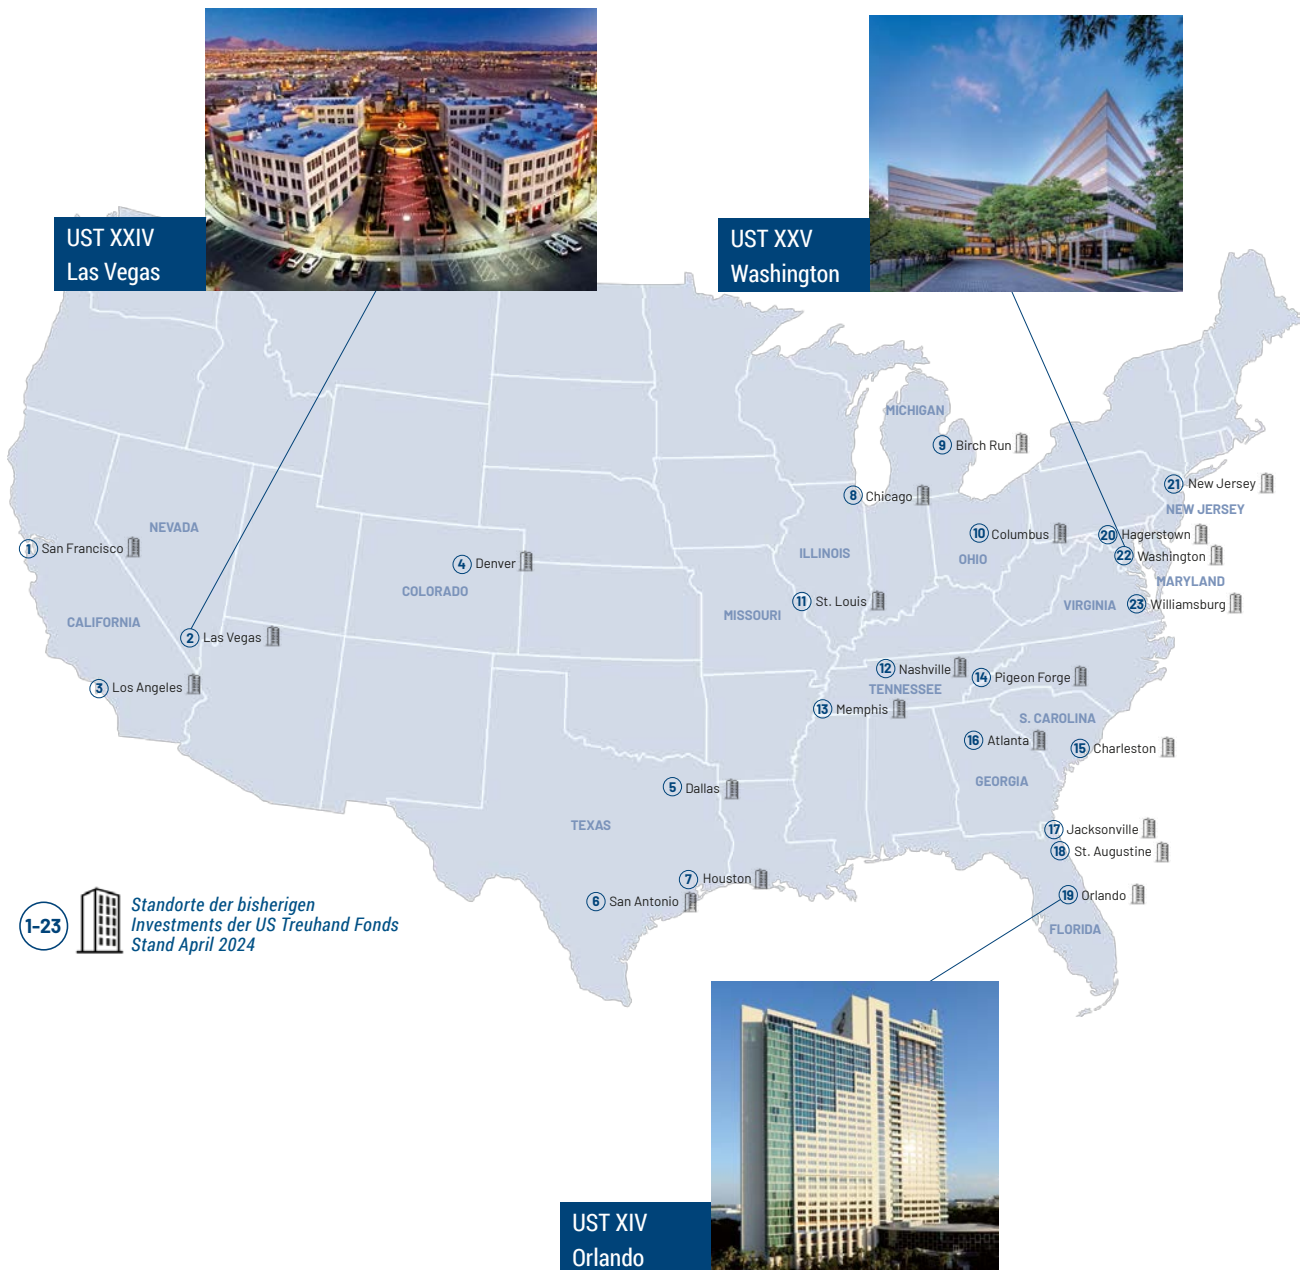 UST XXIV
Las Vegas
UST XXV
Washington
MICHIGAN
9 Birch Run
8 Chicago
21 New Jersey
NEW JERSEY
NEVADA
1 San Francisco
4 Denver
COLORADO
ILLINOIS
10 Columbus
OHIO
20 Hagerstown
22 Washington
MARYLAND
CALIFORNIA
2 Las Vegas
3 Los Angeles
MISSOURI
11 St. Louis
VIRGINIA
23 Williamsburg
12 Nashville
TENNESSEE
14 Pigeon Forge
13 Memphis
S. CAROLINA
16 Atlanta
15 Charleston
GEORGIA
5 Dallas
TEXAS
17 Jacksonville
18 St. Augustine
7 Houston
6 San Antonio
19 Orlando
FLORIDA
1-23
Standorte der bisherigen
Investments der US Treuhand Fonds
Stand April 2024
UST XIV
Orlando